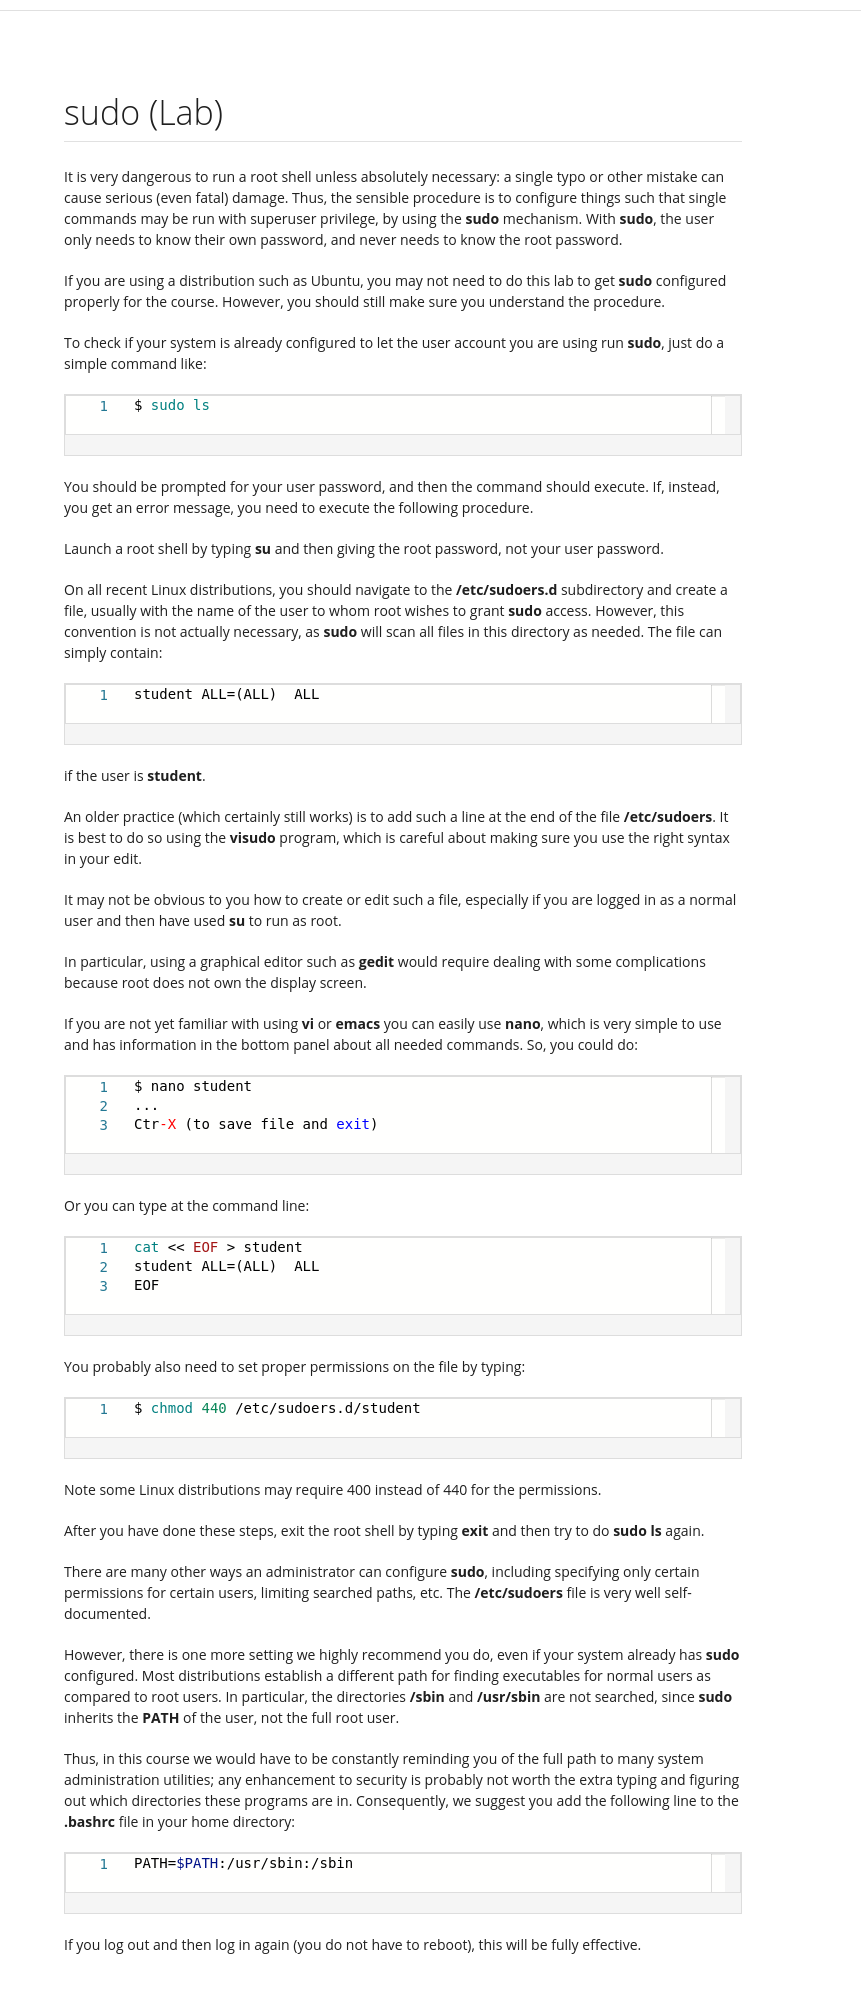 sudo (Lab)
It is very dangerous to run a root shell unless absolutely necessary: a single typo or other mistake can
cause serious (even fatal) damage. Thus, the sensible procedure is to configure things such that single
commands may be run with superuser privilege, by using the sudo mechanism. With sudo, the user
only needs to know their own password, and never needs to know the root password.
If you are using a distribution such as Ubuntu, you may not need to do this lab to get sudo configured
properly for the course. However, you should still make sure you understand the procedure.
To check if your system is already configured to let the user account you are using run sudo, just do a
simple command like:
1 $ sudo ls
You should be prompted for your user password, and then the command should execute. If, instead,
you get an error message, you need to execute the following procedure.
Launch a root shell by typing su and then giving the root password, not your user password.
On all recent Linux distributions, you should navigate to the /etc/sudoers.d subdirectory and create a
file, usually with the name of the user to whom root wishes to grant sudo access. However, this
convention is not actually necessary, as sudo will scan all files in this directory as needed. The file can
simply contain:
1 student ALL=(ALL)  ALL
if the user is student.
An older practice (which certainly still works) is to add such a line at the end of the file /etc/sudoers. It
is best to do so using the visudo program, which is careful about making sure you use the right syntax
in your edit.
It may not be obvious to you how to create or edit such a file, especially if you are logged in as a normal
user and then have used su to run as root.
In particular, using a graphical editor such as gedit would require dealing with some complications
because root does not own the display screen.
If you are not yet familiar with using vi or emacs you can easily use nano, which is very simple to use
and has information in the bottom panel about all needed commands. So, you could do:
1 $ nano student
2 ...
3 Ctr-X (to save file and exit)
Or you can type at the command line:
1 cat << EOF > student
2 student ALL=(ALL)  ALL
3 EOF
You probably also need to set proper permissions on the file by typing:
1 $ chmod 440 /etc/sudoers.d/student
Note some Linux distributions may require 400 instead of 440 for the permissions.
After you have done these steps, exit the root shell by typing exit and then try to do sudo ls again.
There are many other ways an administrator can configure sudo, including specifying only certain
permissions for certain users, limiting searched paths, etc. The /etc/sudoers file is very well self-
documented.
However, there is one more setting we highly recommend you do, even if your system already has sudo
configured. Most distributions establish a different path for finding executables for normal users as
compared to root users. In particular, the directories /sbin and /usr/sbin are not searched, since sudo
inherits the PATH of the user, not the full root user.
Thus, in this course we would have to be constantly reminding you of the full path to many system
administration utilities; any enhancement to security is probably not worth the extra typing and figuring
out which directories these programs are in. Consequently, we suggest you add the following line to the
.bashrc file in your home directory:
1 PATH=$PATH:/usr/sbin:/sbin
If you log out and then log in again (you do not have to reboot), this will be fully effective.